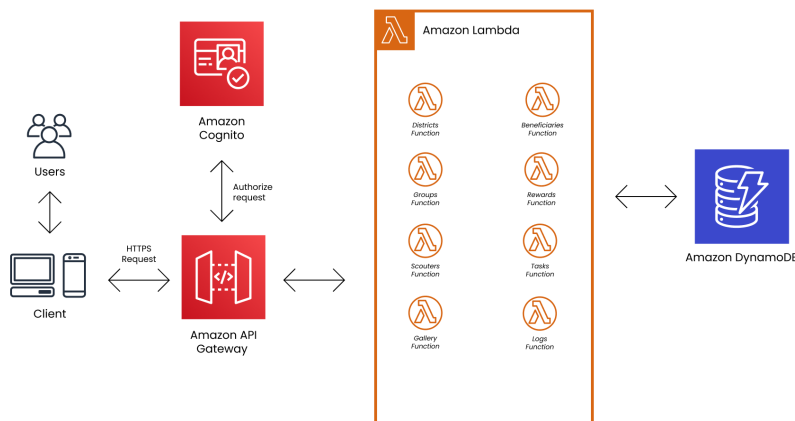 Amazon Lambda
Amazon
Cognito
Users
Authorize
request
HTTPS
Request
Client
Amazon API
Gateway
</>
Districts
Function
Beneficiaries
Function
Groups
Function
Rewards
Function
Scouters
Function
Tasks
Function
Gallery
Function
Logs
Function
Amazon DynamoDB